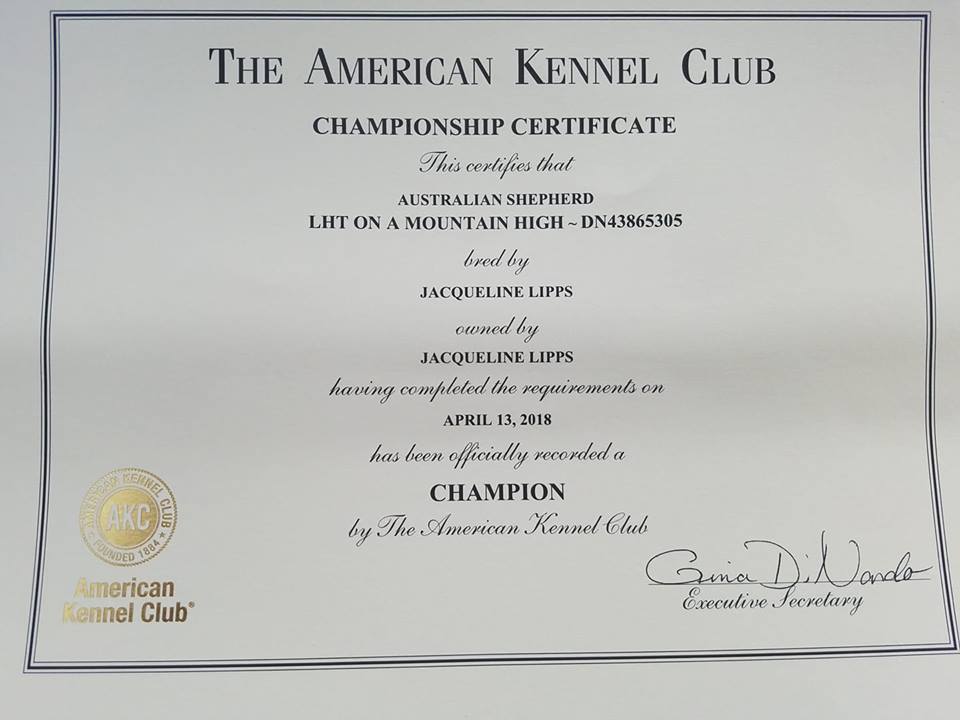 THE AMERICAN KENNEL CLUB
CHAMPIONSHIP CERTIFICATE
This certifies that
AUSTRALIAN SHEPHERD
LHT ON A MOUNTAIN HIGH ~ DN43865305
bred by
JACQUELINE LIPPS
owned by
JACQUELINE LIPPS
having completed the requirements on
APRIL 13, 2018
has been officially recorded a
CHAMPION
by The American Kennel Club
AMERICAN KENNEL CLUB
AKC
FOUNDED 1884
American
Kennel Club®
Gina DiNardo
Executive Secretary